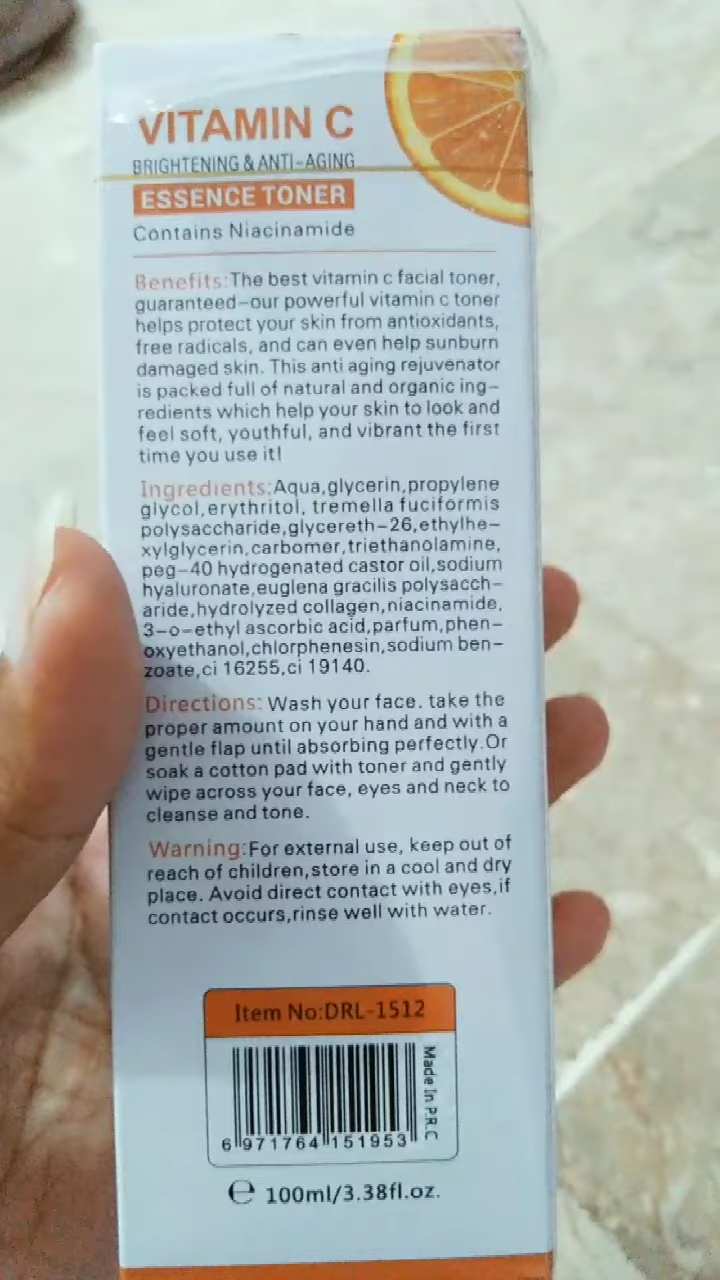 VITAMIN C
BRIGHTENING & ANTI-AGING
ESSENCE TONER
Contains Niacinamide
Benefits:The best vitamin c facial toner,
guaranteed-our powerful vitamin c toner
helps protect your skin from antioxidants,
free radicals, and can even help sunburn
damaged skin. This anti aging rejuvenator
is packed full of natural and organic ing-
redients which help your skin to look and
feel soft, youthful, and vibrant the first
time you use it!
Ingredients:Aqua,glycerin,propylene
glycol,erythritol, tremella fuciformis
polysaccharide,glycereth-26,ethylhe-
xylglycerin,carbomer,triethanolamine,
peg-40 hydrogenated castor oil,sodium
hyaluronate,euglena gracilis polysacch-
aride,hydrolyzed collagen,niacinamide,
3-o-ethyl ascorbic acid,parfum,phen-
oxyethanol,chlorphenesin,sodium ben-
zoate,ci 16255,ci 19140.
Directions: Wash your face. take the
proper amount on your hand and with a
gentle flap until absorbing perfectly.Or
soak a cotton pad with toner and gently
wipe across your face, eyes and neck to
cleanse and tone.
Warning:For external use, keep out of
reach of children,store in a cool and dry
place. Avoid direct contact with eyes,if
contact occurs,rinse well with water.
Item No:DRL-1512
Made In P.R.C
6 971764 151953
℮ 100ml/3.38fl.oz.